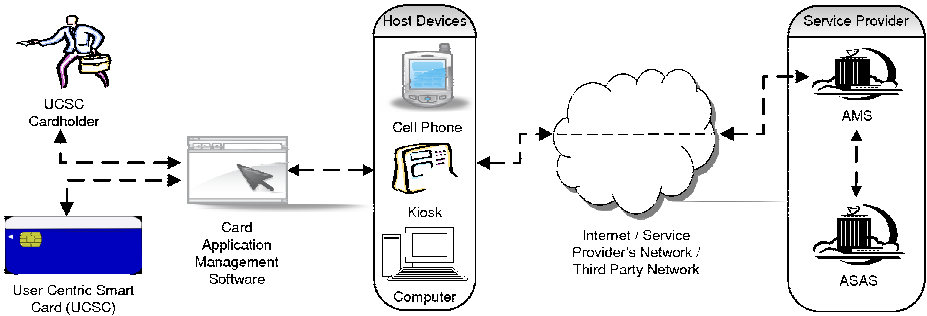 Host Devices
Service Provider
UCSC
Cardholder
Cell Phone
AMS
Kiosk
Card
Application
Management
Software
Internet / Service
Provider's Network /
Third Party Network
User Centric Smart
Card (UCSC)
Computer
ASAS